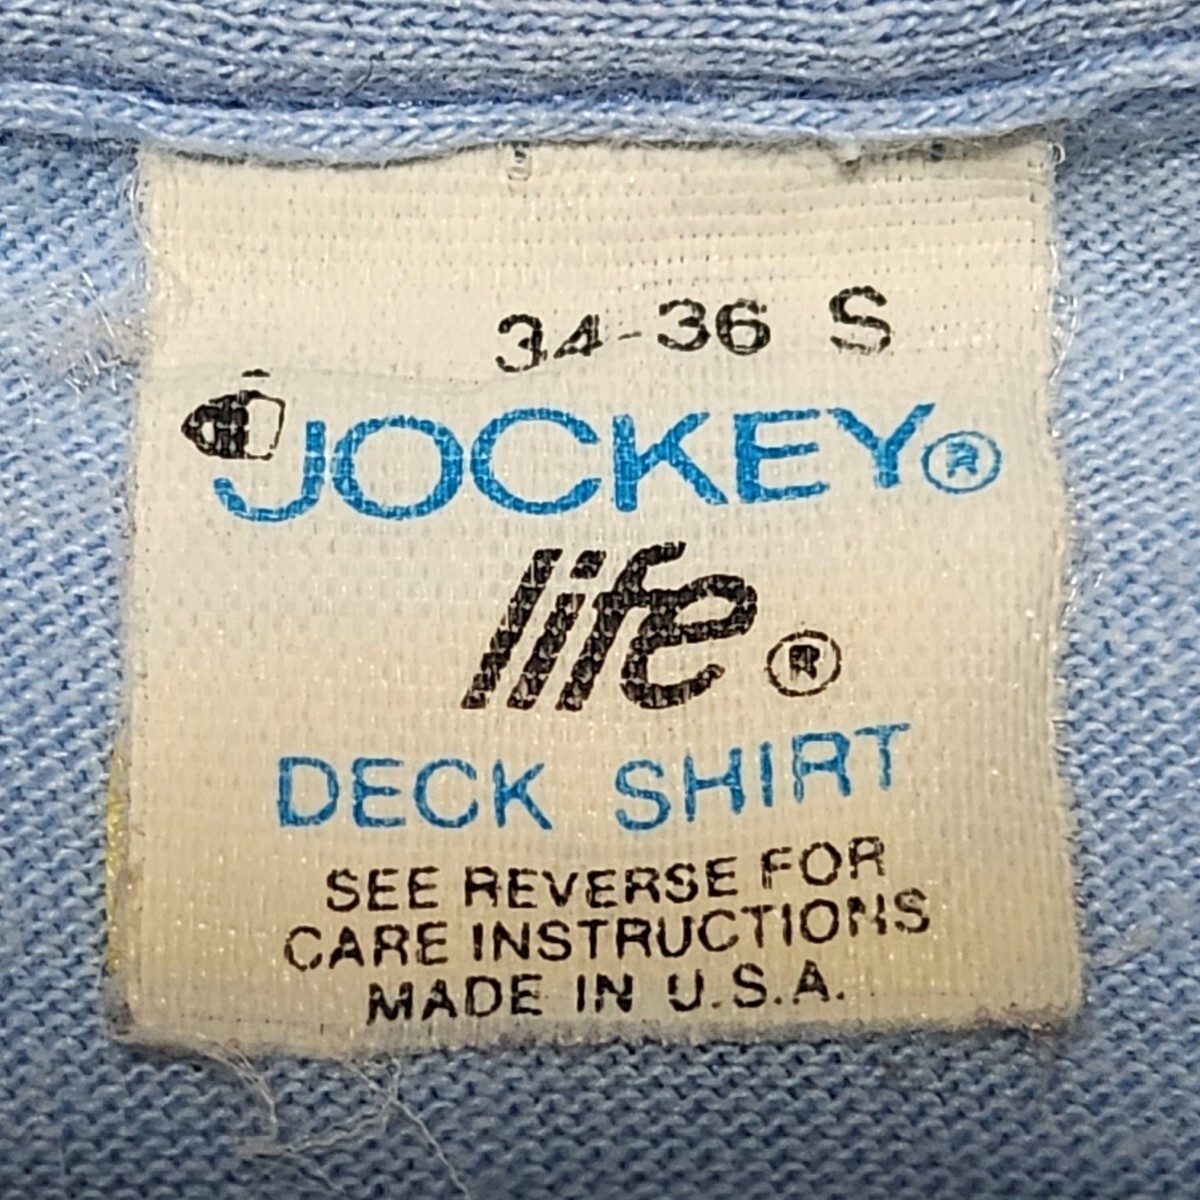 34-36 S
JOCKEY®
life®
DECK SHIRT
SEE REVERSE FOR
CARE INSTRUCTIONS
MADE IN U.S.A.